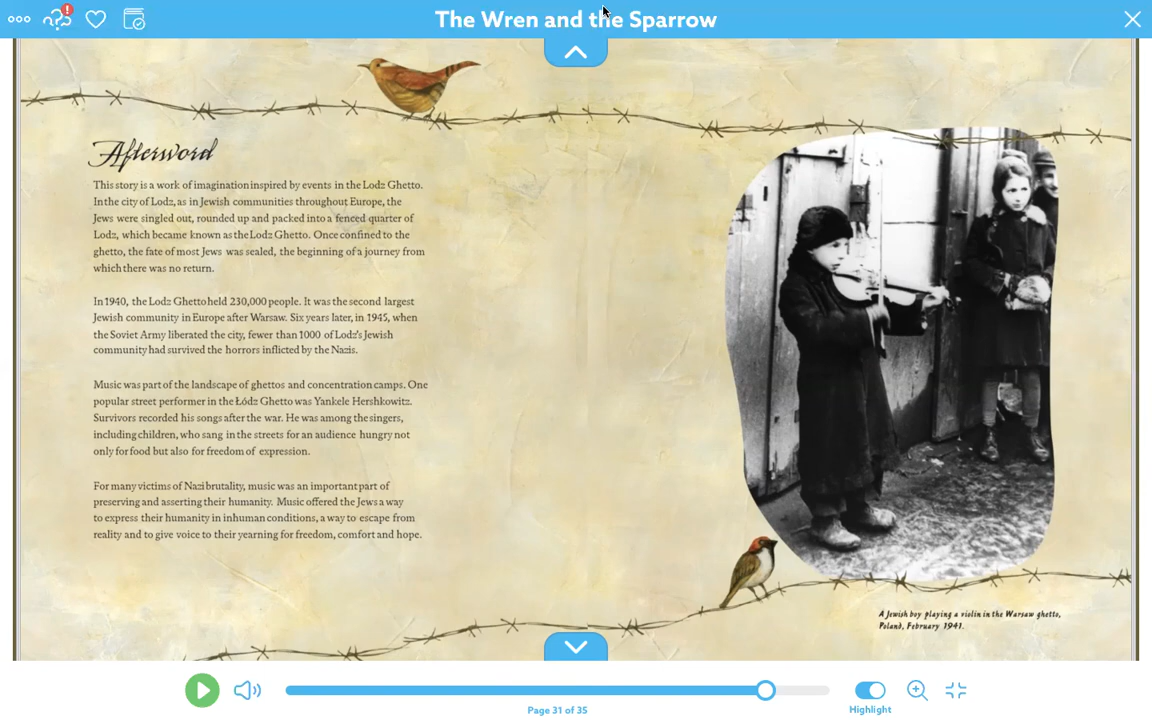 The Wren and the Sparrow
Afterword
This story is a work of imagination inspired by events in the Lodz Ghetto.
In the city of Lodz, as in Jewish communities throughout Europe, the
Jews were singled out, rounded up and packed into a fenced quarter of
Lodz, which became known as the Lodz Ghetto. Once confined to the
ghetto, the fate of most Jews was sealed, the beginning of a journey from
which there was no return.
In 1940, the Lodz Ghetto held 230,000 people. It was the second largest
Jewish community in Europe after Warsaw. Six years later, in 1945, when
the Soviet Army liberated the city, fewer than 1000 of Lodz's Jewish
community had survived the horrors inflicted by the Nazis.
Music was part of the landscape of ghettos and concentration camps. One
popular street performer in the Łódz Ghetto was Yankele Hershkowitz.
Survivors recorded his songs after the war. He was among the singers,
including children, who sang in the streets for an audience hungry not
only for food but also for freedom of expression.
For many victims of Nazi brutality, music was an important part of
preserving and asserting their humanity. Music offered the Jews a way
to express their humanity in inhuman conditions, a way to escape from
reality and to give voice to their yearning for freedom, comfort and hope.
A Jewish boy playing a violin in the Warsaw ghetto,
Poland, February 1941.
Page 31 of 35
Highlight